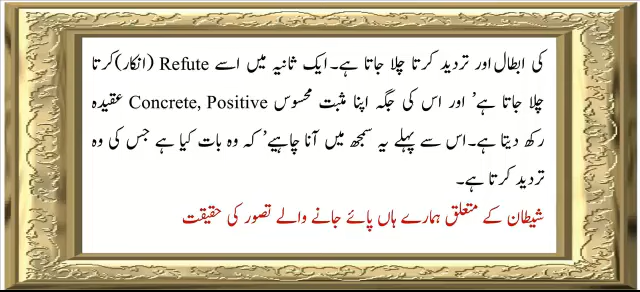 کی ابطال اور تردید کرتا چلا جاتا ہے۔ ایک ثانیہ میں اسے Refute (انکار) کرتا
چلا جاتا ہے’ اور اس کی جگہ اپنا مثبت محسوس Concrete, Positive عقیدہ
رکھ دیتا ہے۔ اس سے پہلے یہ سمجھ میں آنا چاہیے’ کہ وہ بات کیا ہے جس کی وہ
تردید کرتا ہے۔
شیطان کے متعلق ہمارے ہاں پائے جانے والے تصور کی حقیقت